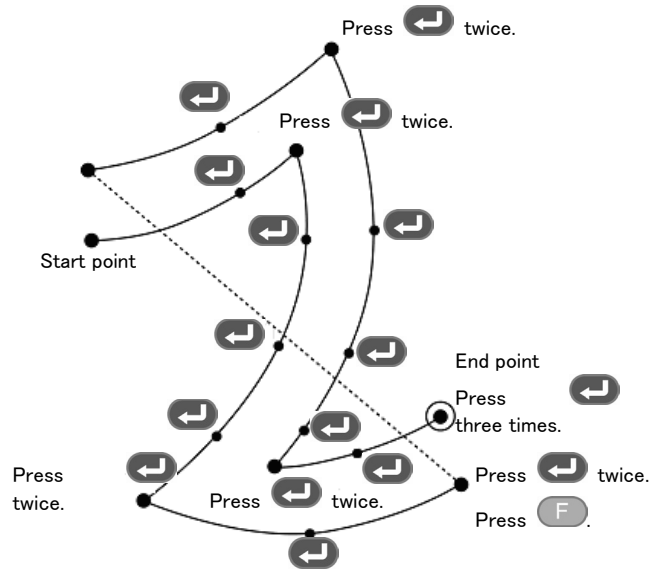 Press twice.
Press twice.
Start point
End point
Press
three times.
Press
twice.
Press twice.
Press twice.
Press F.